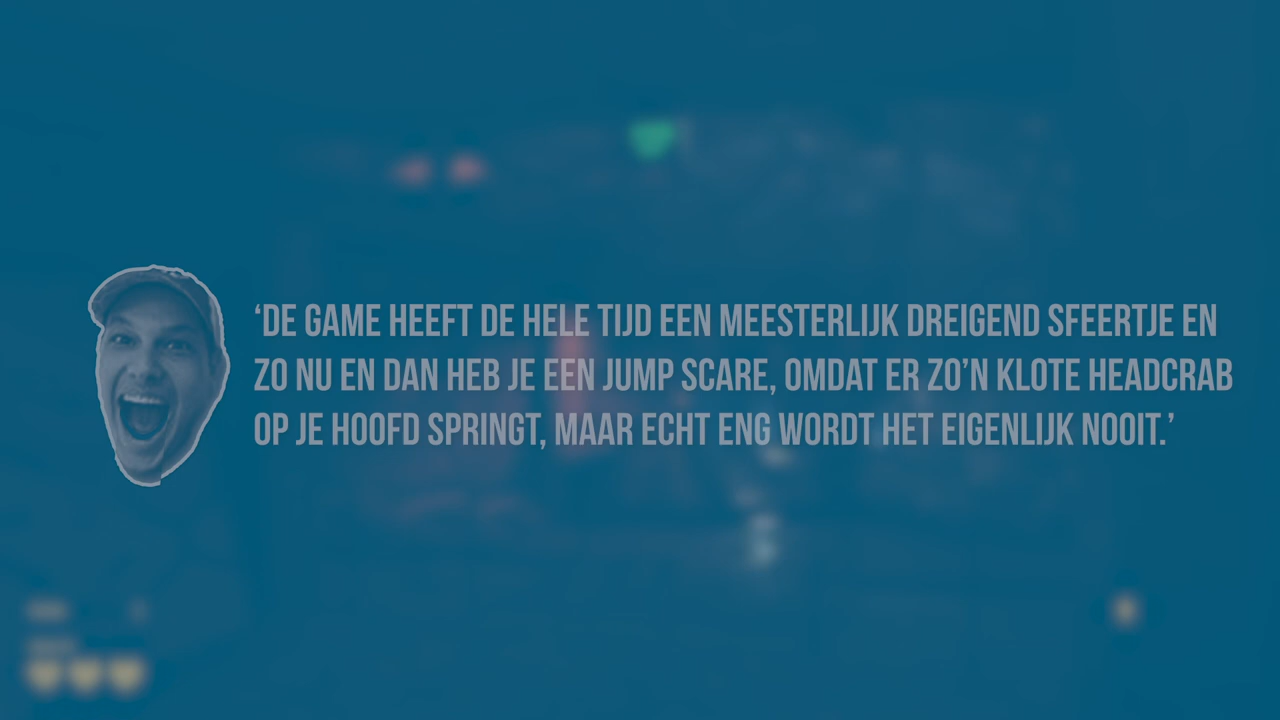 ‘DE GAME HEEFT DE HELE TIJD EEN MEESTERLIJK DREIGEND SFEERTJE EN
ZO NU EN DAN HEB JE EEN JUMP SCARE, OMDAT ER ZO’N KLOTE HEADCRAB
OP JE HOOFD SPRINGT, MAAR ECHT ENG WORDT HET EIGENLIJK NOOIT.’